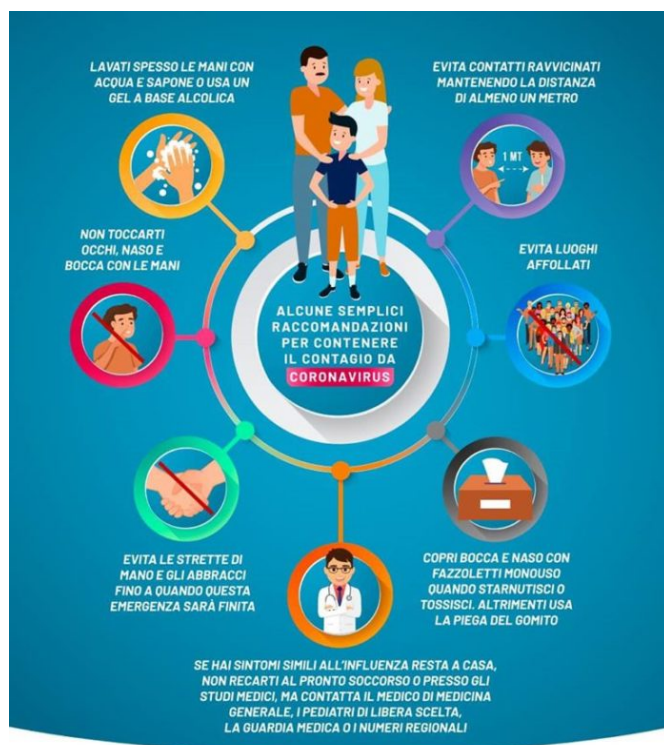 LAVATI SPESSO LE MANI CON
ACQUA E SAPONE O USA UN
GEL A BASE ALCOLICA
EVITA CONTATTI RAVVICINATI
MANTENENDO LA DISTANZA
DI ALMENO UN METRO
1 MT
NON TOCCARTI
OCCHI, NASO E
BOCCA CON LE MANI
EVITA LUOGHI
AFFOLLATI
ALCUNE SEMPLICI
RACCOMANDAZIONI
PER CONTENERE
IL CONTAGIO DA
CORONAVIRUS
EVITA LE STRETTE DI
MANO E GLI ABBRACCI
FINO A QUANDO QUESTA
EMERGENZA SARÀ FINITA
COPRI BOCCA E NASO CON
FAZZOLETTI MONOUSO
QUANDO STARNUTISCI O
TOSSISCI. ALTRIMENTI USA
LA PIEGA DEL GOMITO
SE HAI SINTOMI SIMILI ALL'INFLUENZA RESTA A CASA,
NON RECARTI AL PRONTO SOCCORSO O PRESSO GLI
STUDI MEDICI, MA CONTATTA IL MEDICO DI MEDICINA
GENERALE, I PEDIATRI DI LIBERA SCELTA,
LA GUARDIA MEDICA O I NUMERI REGIONALI